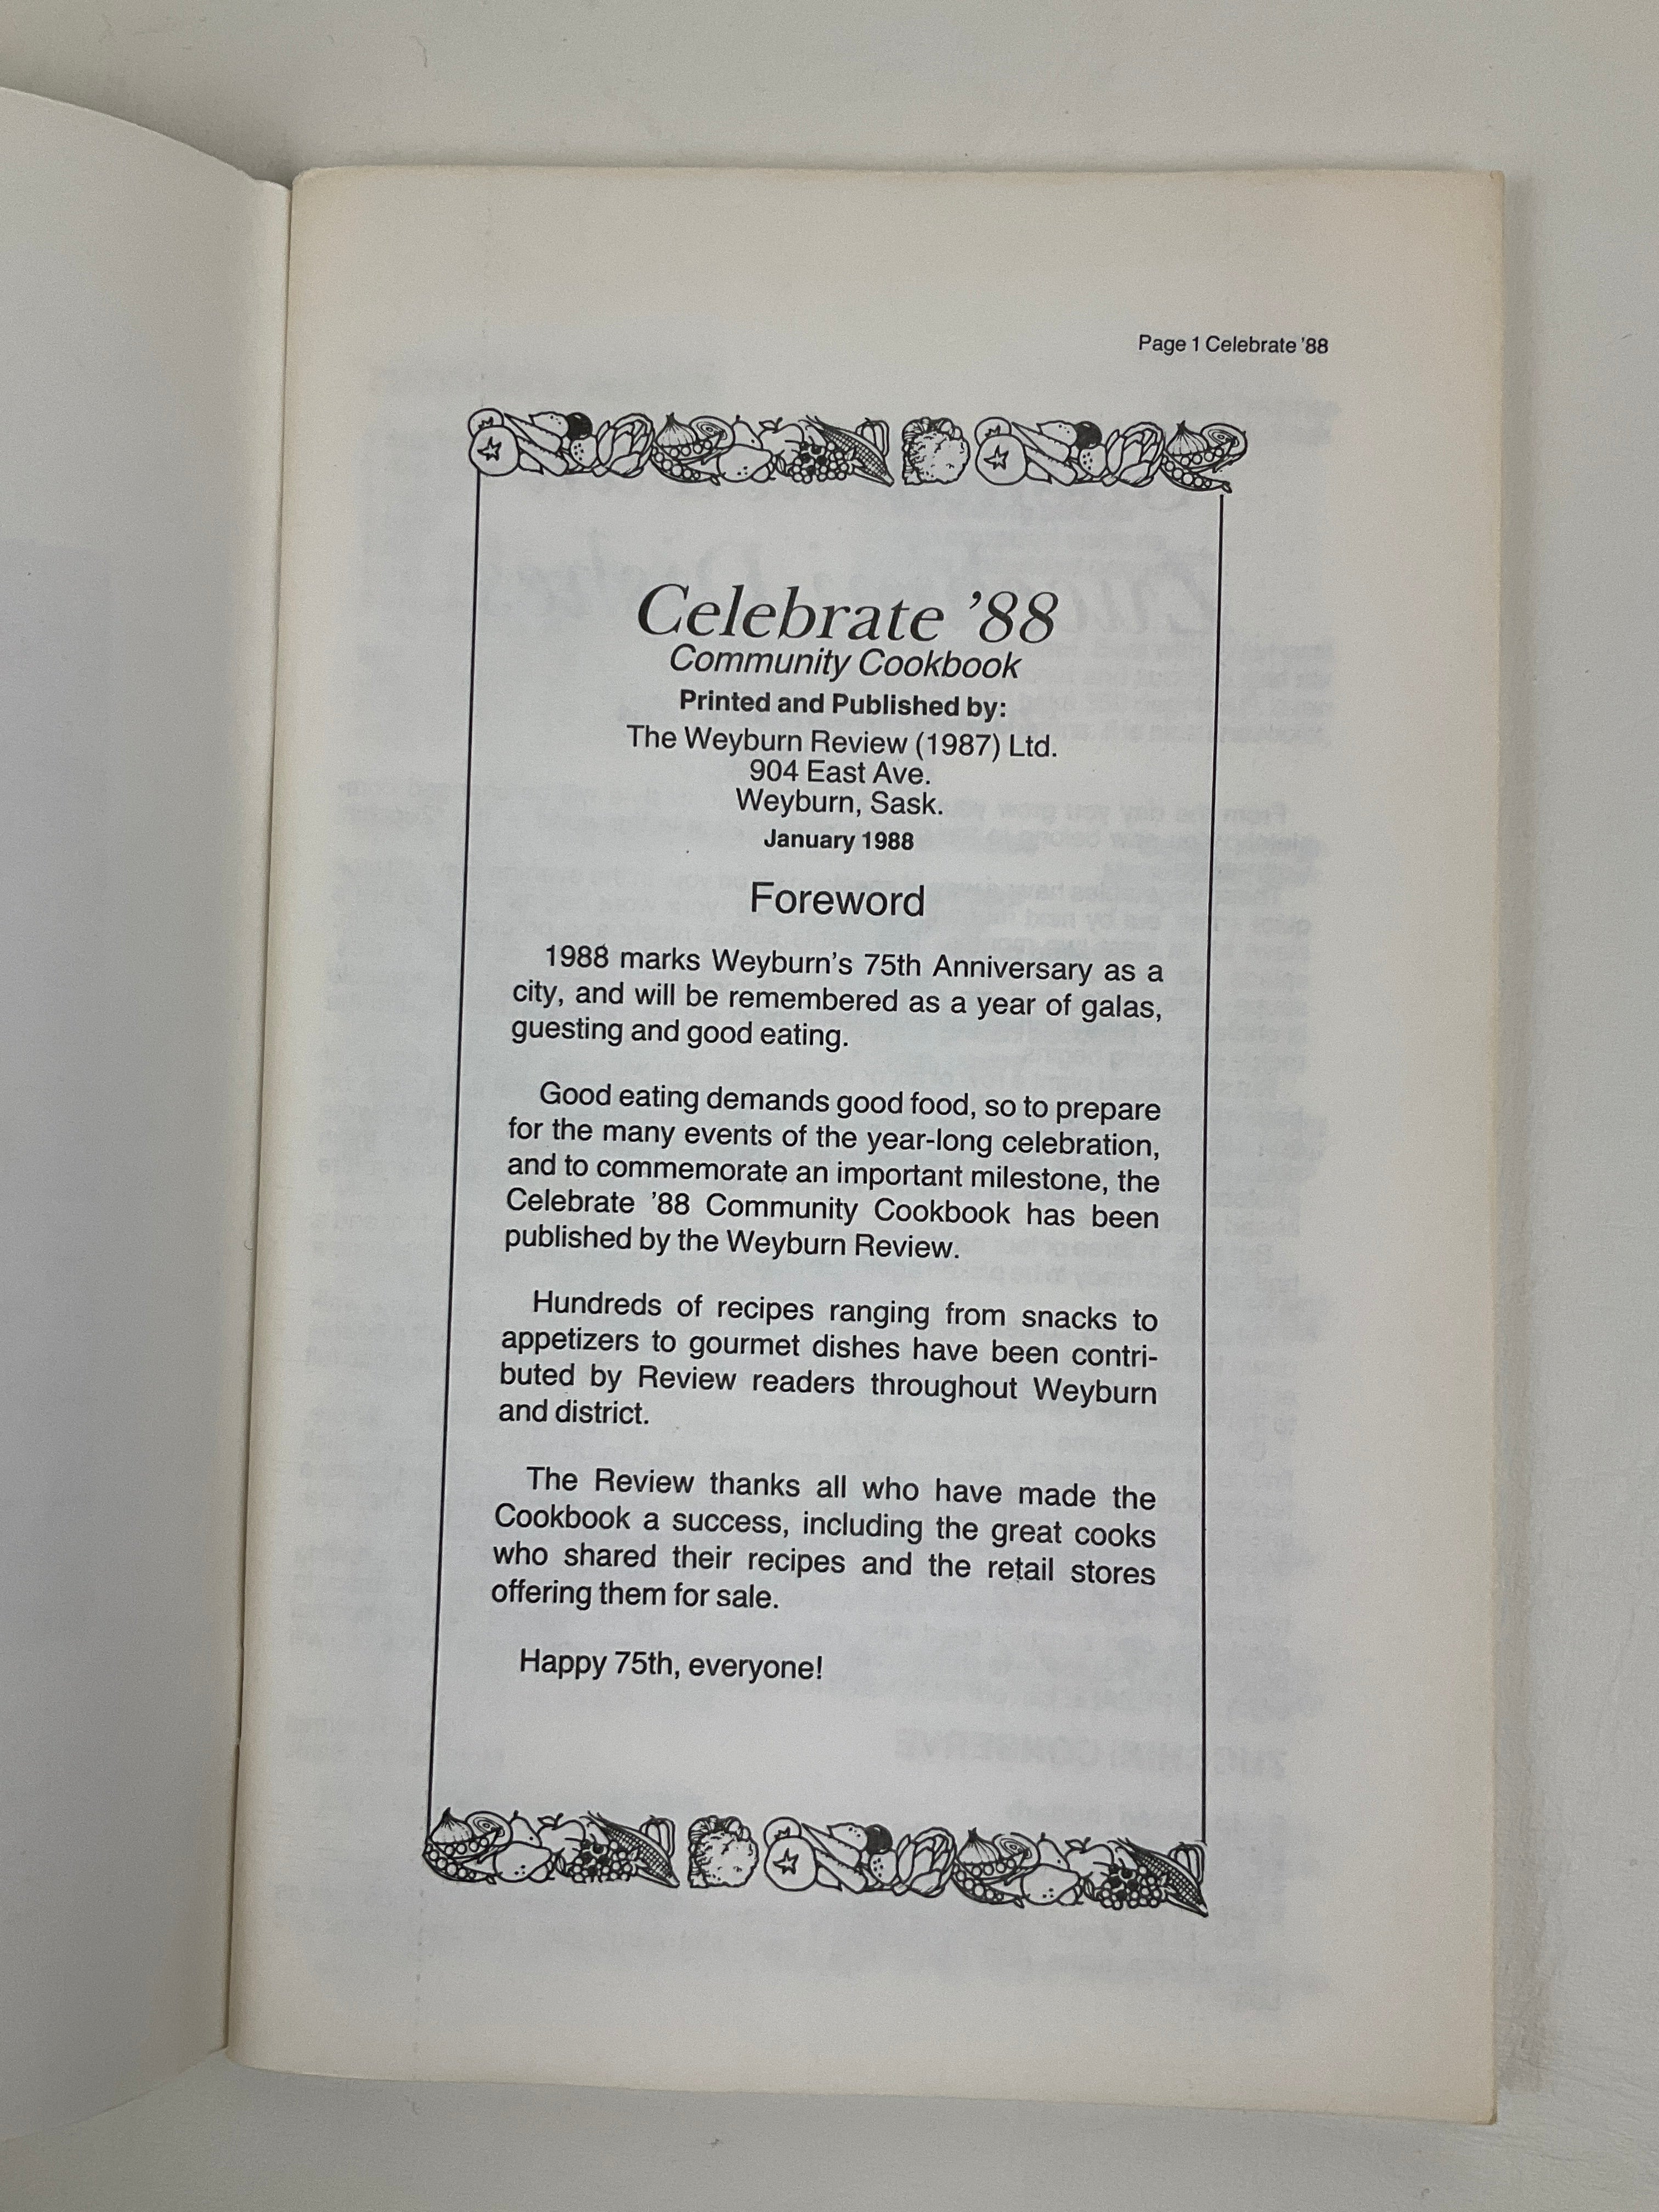 Page 1 Celebrate '88
Celebrate '88
Community Cookbook
Printed and Published by:
The Weyburn Review (1987) Ltd.
904 East Ave.
Weyburn, Sask.
January 1988
Foreword
1988 marks Weyburn's 75th Anniversary as a
city, and will be remembered as a year of galas,
guesting and good eating.
Good eating demands good food, so to prepare
for the many events of the year-long celebration,
and to commemorate an important milestone, the
Celebrate '88 Community Cookbook has been
published by the Weyburn Review.
Hundreds of recipes ranging from snacks to
appetizers to gourmet dishes have been contri-
buted by Review readers throughout Weyburn
and district.
The Review thanks all who have made the
Cookbook a success, including the great cooks
who shared their recipes and the retail stores
offering them for sale.
Happy 75th, everyone!